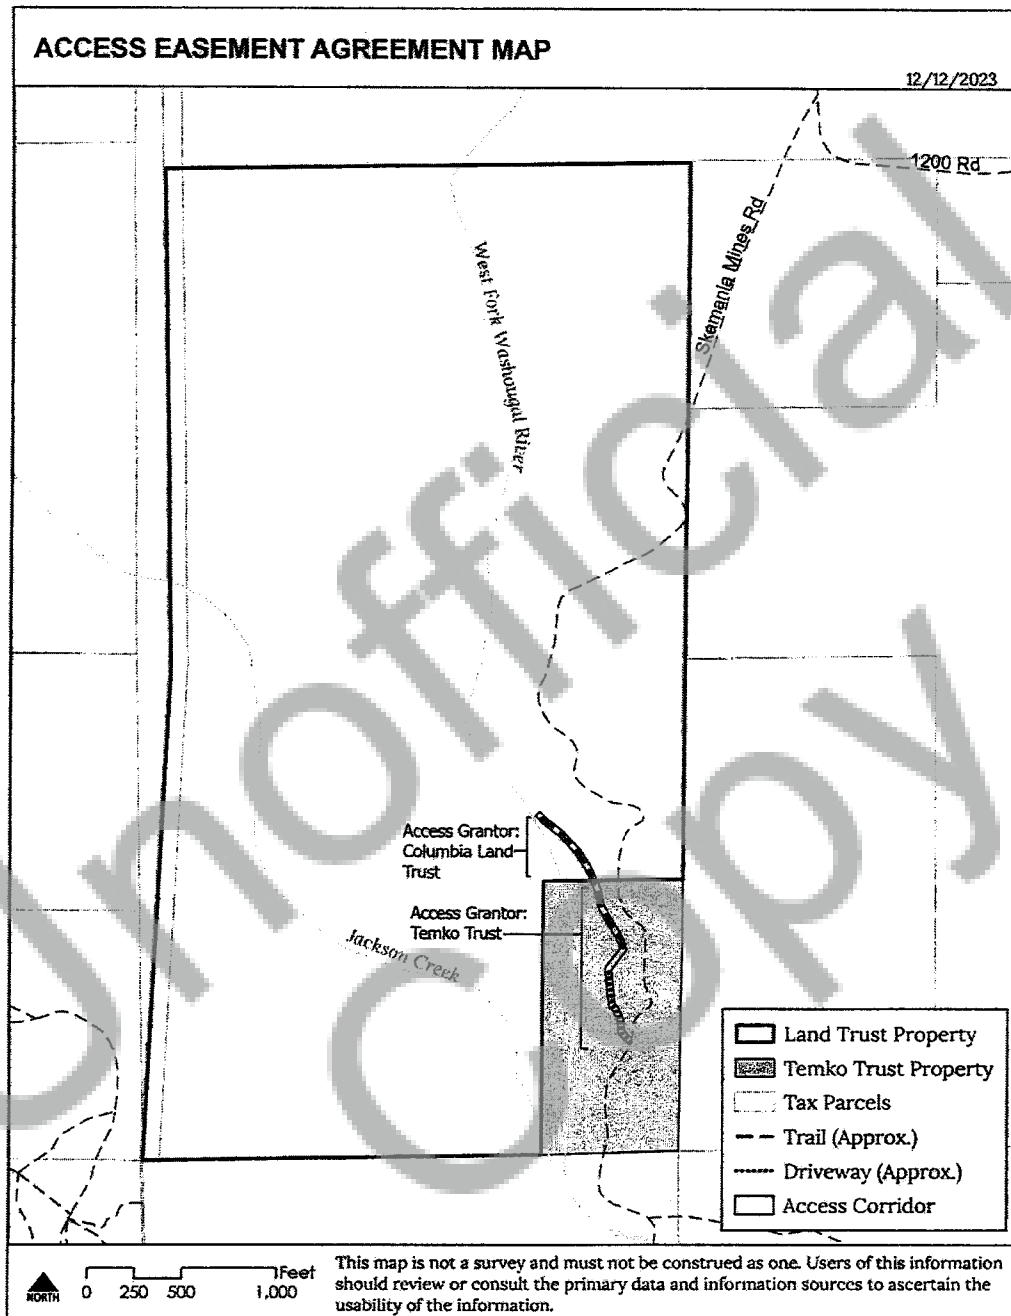 ACCESS EASEMENT AGREEMENT MAP
12/12/2023
1200 Rd
Skamania Mines Rd
West Fork Washougal River
Access Grantor:
Columbia Land
Trust
Access Grantor:
Temko Trust
Jackson Creek
Land Trust Property
Temko Trust Property
Tax Parcels
Trail (Approx.)
Driveway (Approx.)
Access Corridor
Unofficial
Copy
NORTH
0 250 500 1,000 Feet
This map is not a survey and must not be construed as one. Users of this information
should review or consult the primary data and information sources to ascertain the
usability of the information.